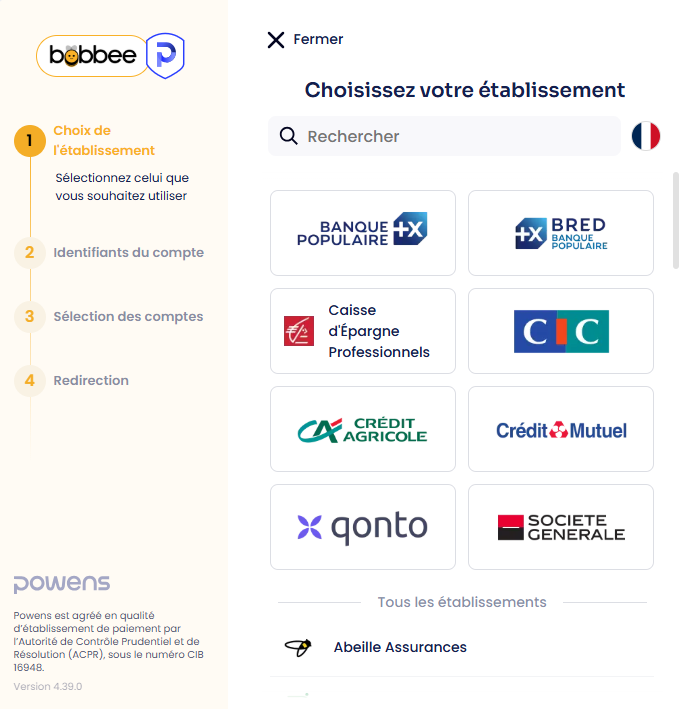 bobbee
1
Choix de
l'établissement
Sélectionnez celui que
vous souhaitez utiliser
2
Identifiants du compte
3
Sélection des comptes
4
Redirection
powens
Powens est agréé en qualité
d'établissement de paiement par
l'Autorité de Contrôle Prudentiel et de
Résolution (ACPR), sous le numéro CIB
16948.
Version 4.39.0
Fermer
Choisissez votre établissement
Rechercher
BANQUE
POPULAIRE
+X
+X
BRED
BANQUE
POPULAIRE
Caisse
d'Épargne
Professionnels
CIC
CA
CRÉDIT
AGRICOLE
Crédit Mutuel
qonto
SOCIETE
GENERALE
Tous les établissements
Abeille Assurances